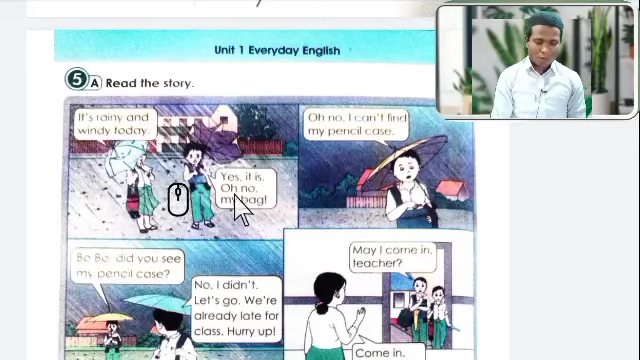 Unit 1 Everyday English
5 A Read the story.
It's rainy and
windy today.
Yes, it is.
Oh no,
my bag!
Oh no, I can't find
my pencil case.
Bo Bo, did you see
my pencil case?
No, I didn't.
Let's go. We're
already late for
class. Hurry up!
May I come in,
teacher?
Come in.